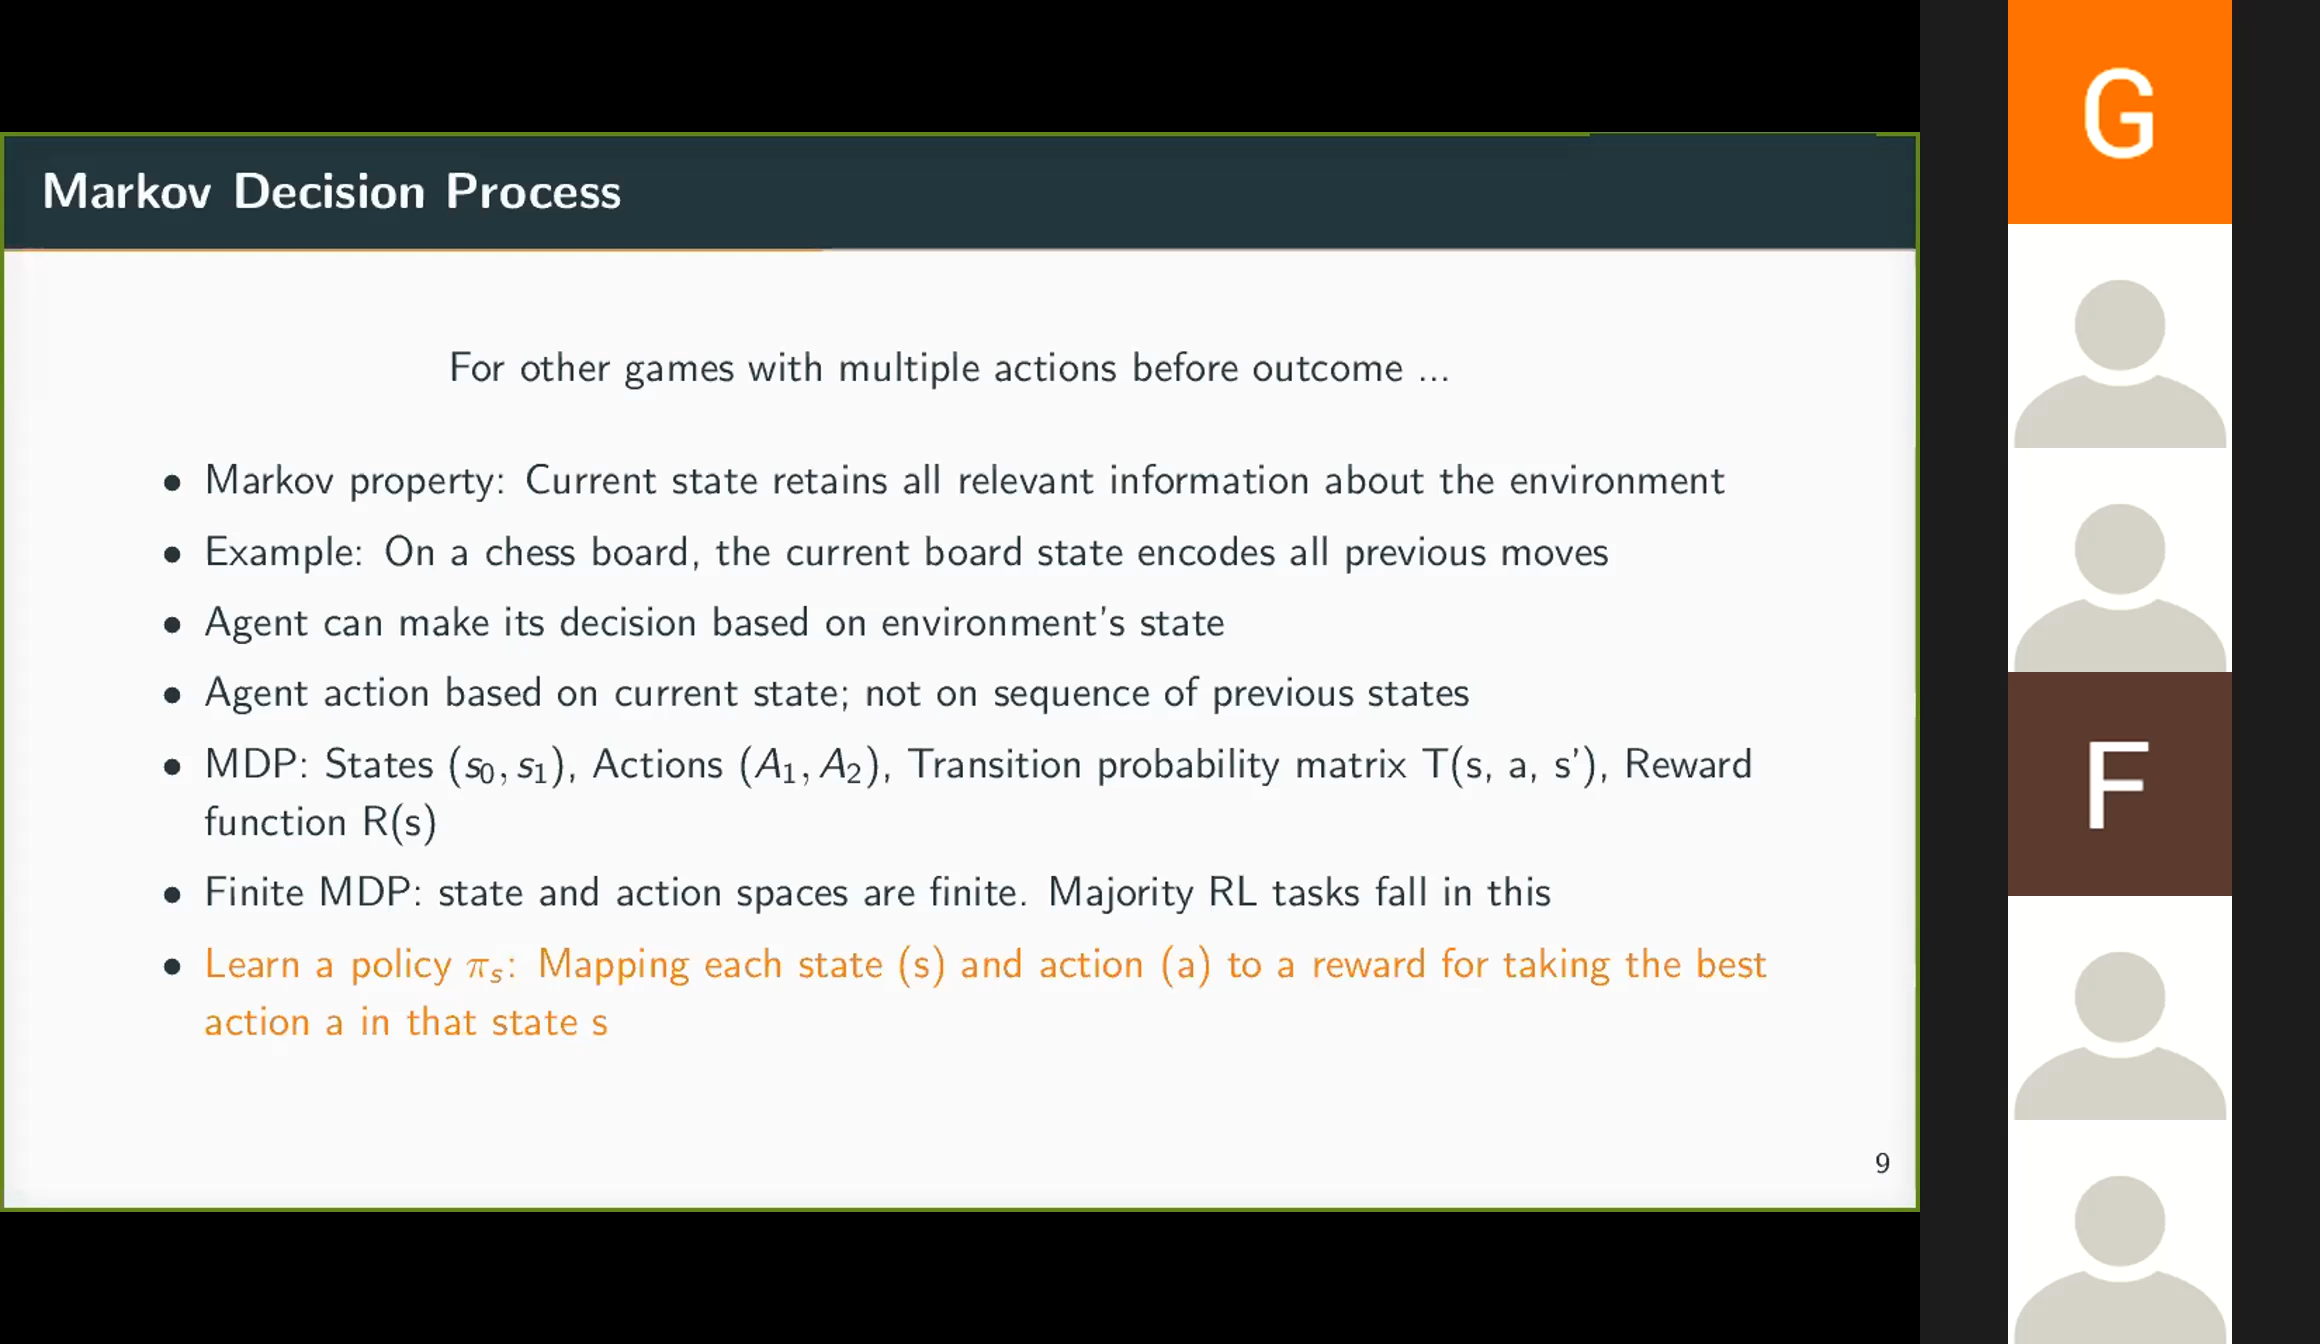 Markov Decision Process
For other games with multiple actions before outcome ...
• Markov property: Current state retains all relevant information about the environment
• Example: On a chess board, the current board state encodes all previous moves
• Agent can make its decision based on environment's state
• Agent action based on current state; not on sequence of previous states
• MDP: States (s₀, s₁), Actions (A₁, A₂), Transition probability matrix T(s, a, s'), Reward
function R(s)
• Finite MDP: state and action spaces are finite. Majority RL tasks fall in this
• Learn a policy πₛ: Mapping each state (s) and action (a) to a reward for taking the best
action a in that state s
9
G
F